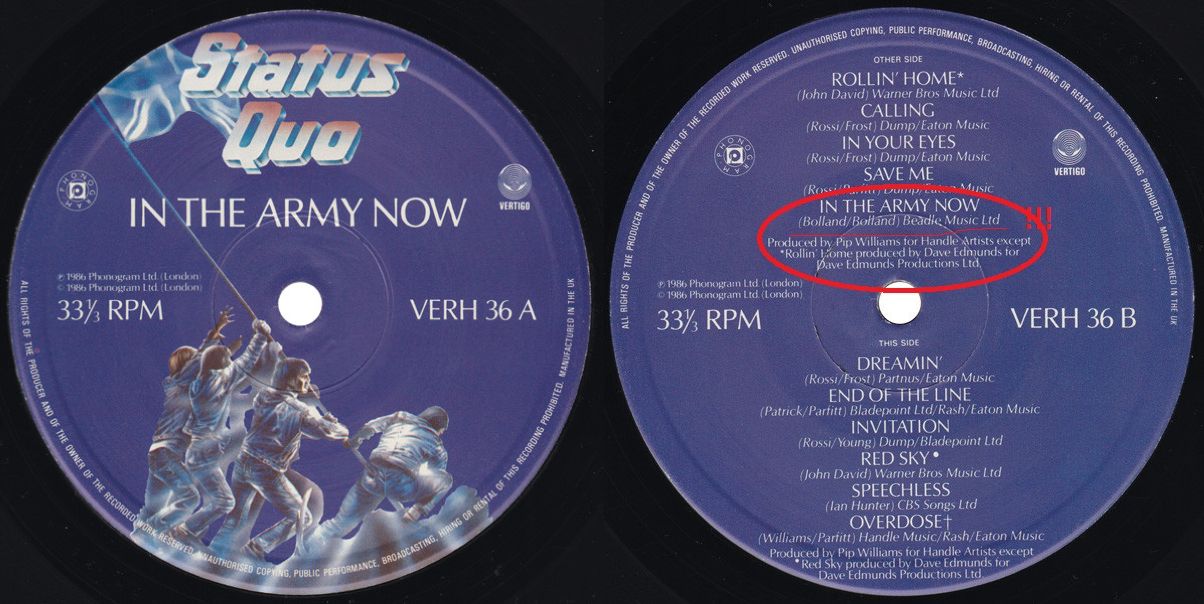 Status
Quo
PHONOGRAM
VERTIGO
IN THE ARMY NOW
℗ 1986 Phonogram Ltd. (London)
© 1986 Phonogram Ltd. (London)
33⅓ RPM
VERH 36 A
ALL RIGHTS OF THE PRODUCER AND OF THE OWNER OF THE RECORDED WORK RESERVED. UNAUTHORISED COPYING, PUBLIC PERFORMANCE, BROADCASTING, HIRING OR RENTAL OF THIS RECORDING PROHIBITED. MANUFACTURED IN THE UK
ALL RIGHTS OF THE PRODUCER AND OF THE OWNER OF THE RECORDED WORK RESERVED. UNAUTHORISED COPYING, PUBLIC PERFORMANCE, BROADCASTING, HIRING OR RENTAL OF THIS RECORDING PROHIBITED. MANUFACTURED IN THE UK
OTHER SIDE
ROLLIN' HOME*
(John David) Warner Bros Music Ltd
CALLING
(Rossi/Frost) Dump/Eaton Music
IN YOUR EYES
(Rossi/Frost) Dump/Eaton Music
PHONOGRAM
VERTIGO
SAVE ME
(Rossi/Parfitt) Dump/Eaton Music
IN THE ARMY NOW
(Bolland/Bolland) Beadle Music Ltd
!!!
Produced by Pip Williams for Handle Artists except
*Rollin' Home produced by Dave Edmunds for
Dave Edmunds Productions Ltd
℗ 1986 Phonogram Ltd. (London)
© 1986 Phonogram Ltd. (London)
33⅓ RPM
VERH 36 B
THIS SIDE
DREAMIN'
(Rossi/Frost) Partnus/Eaton Music
END OF THE LINE
(Patrick/Parfitt) Bladepoint Ltd/Rash/Eaton Music
INVITATION
(Rossi/Young) Dump/Bladepoint Ltd
RED SKY•
(John David) Warner Bros Music Ltd
SPEECHLESS
(Ian Hunter) CBS Songs Ltd
OVERDOSE†
(Williams/Parfitt) Handle Music/Rash/Eaton Music
Produced by Pip Williams for Handle Artists except
•Red Sky produced by Dave Edmunds for
Dave Edmunds Productions Ltd